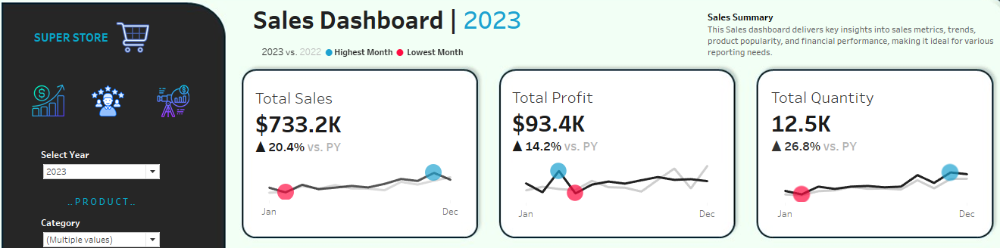 SUPER STORE
Select Year
2023
..PRODUCT..
Category
(Multiple values)
Sales Dashboard | 2023
2023 vs. 2022 Highest Month Lowest Month
Sales Summary
This Sales dashboard delivers key insights into sales metrics, trends,
product popularity, and financial performance, making it ideal for various
reporting needs.
Total Sales
$733.2K
▲ 20.4% vs. PY
Jan Dec
Total Profit
$93.4K
▲ 14.2% vs. PY
Jan Dec
Total Quantity
12.5K
▲ 26.8% vs. PY
Jan Dec